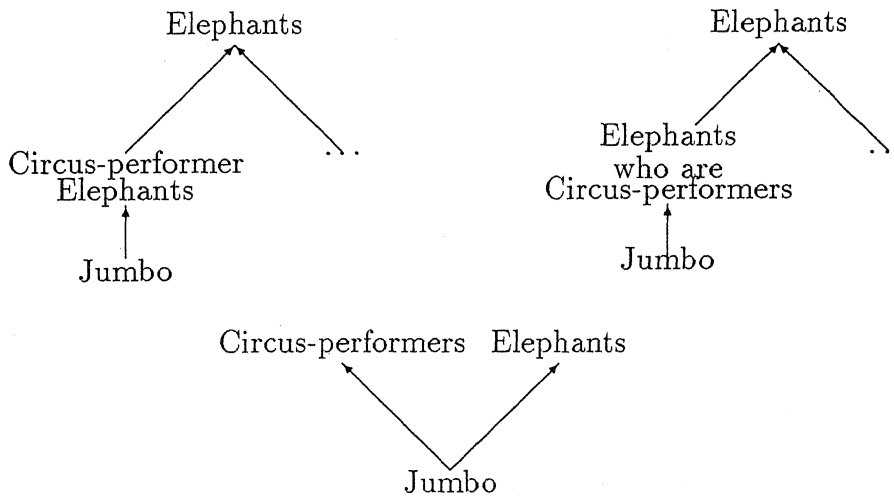 Elephants
Circus-performer
Elephants
Jumbo
...
Elephants
Elephants
who are
Circus-performers
Jumbo
..
Circus-performers Elephants
Jumbo